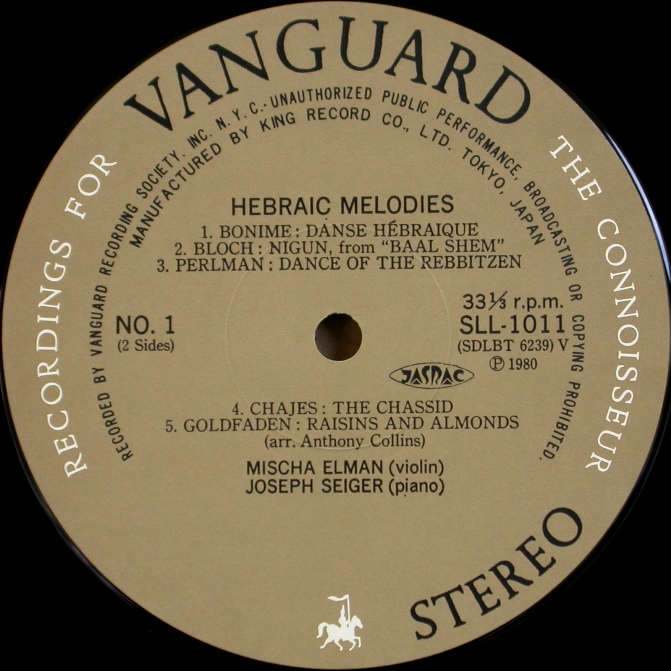 VANGUARD
RECORDINGS FOR THE CONNOISSEUR
RECORDED BY VANGUARD RECORDING SOCIETY, INC. N.Y.C.·UNAUTHORIZED PUBLIC PERFORMANCE, BROADCASTING OR COPYING PROHIBITED.
MANUFACTURED BY KING RECORD CO., LTD. TOKYO, JAPAN
HEBRAIC MELODIES
1. BONIME : DANSE HÉBRAIQUE
2. BLOCH : NIGUN, from “BAAL SHEM”
3. PERLMAN : DANCE OF THE REBBITZEN
NO. 1
(2 Sides)
33⅓ r.p.m.
SLL-1011
(SDLBT 6239) V
Ⓟ 1980
JASRAC
4. CHAJES : THE CHASSID
5. GOLDFADEN : RAISINS AND ALMONDS
(arr. Anthony Collins)
MISCHA ELMAN (violin)
JOSEPH SEIGER (piano)
STEREO